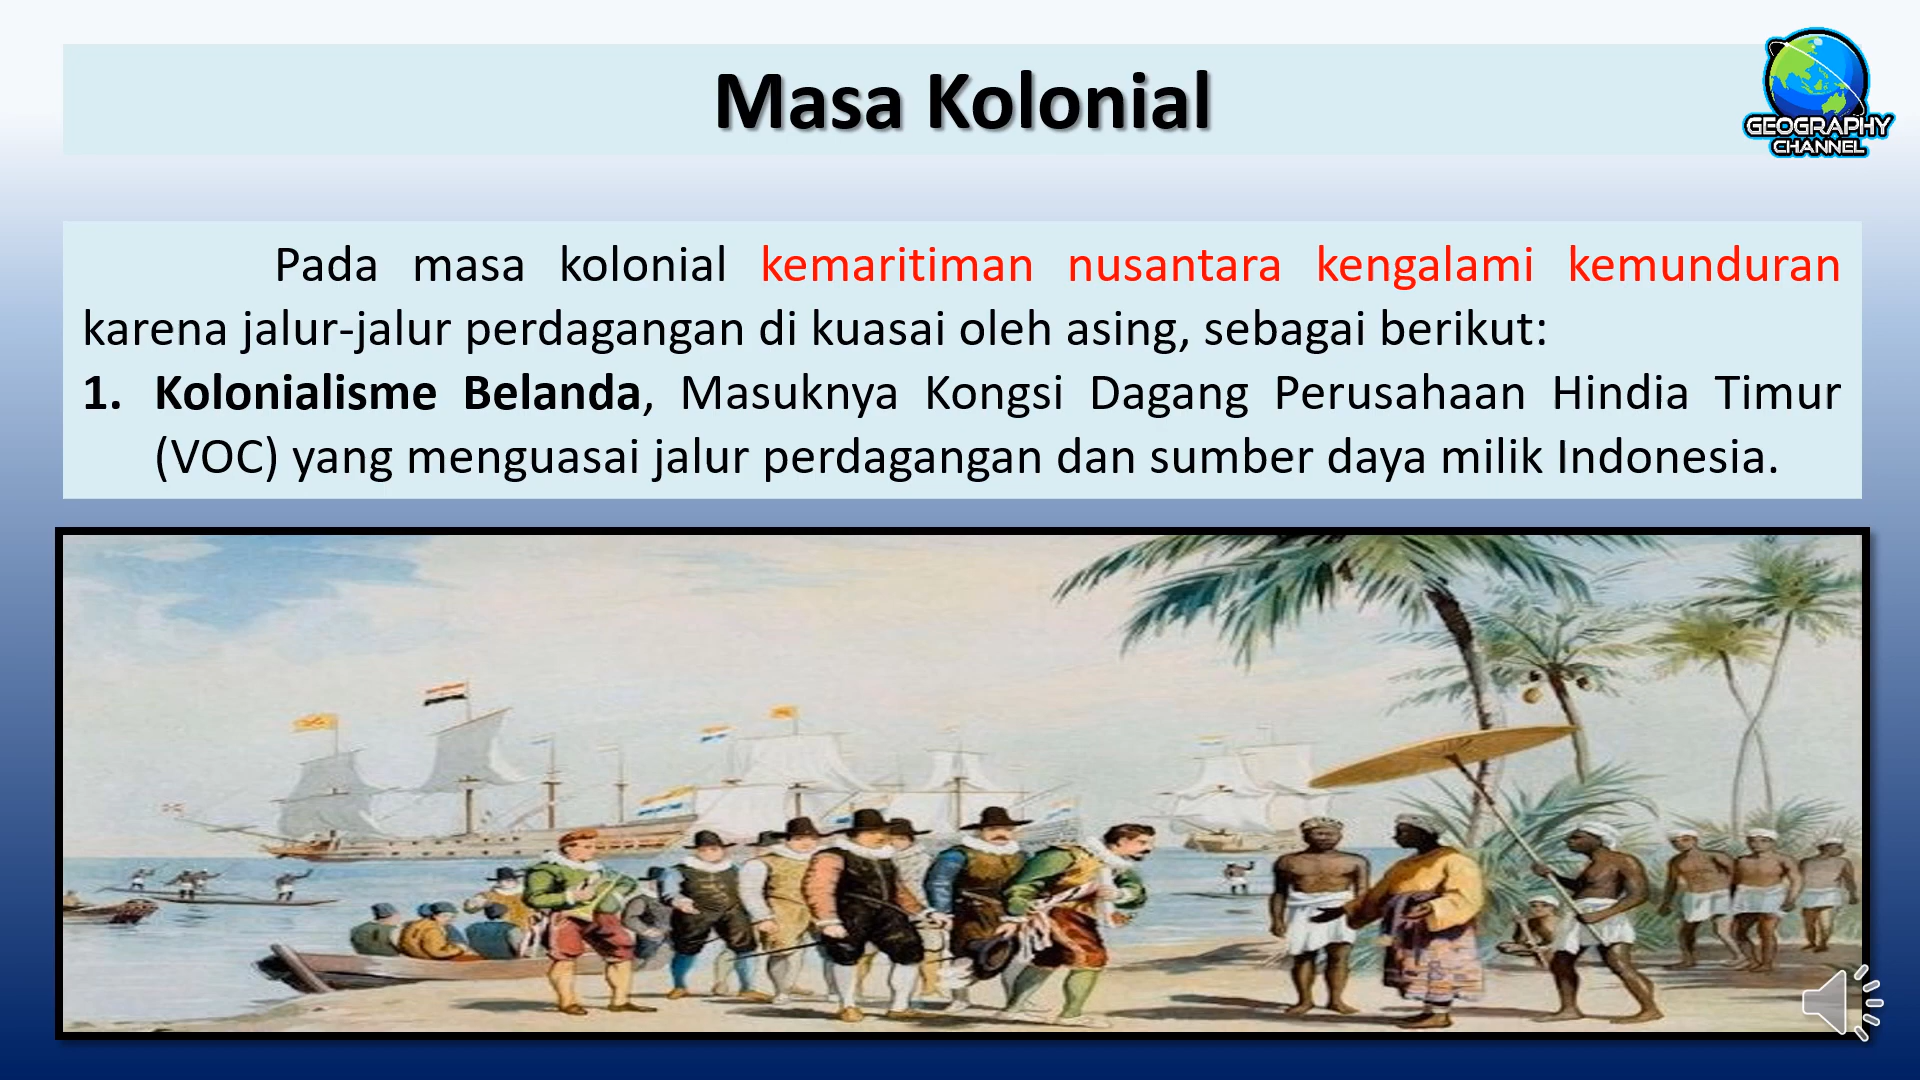 Masa Kolonial
GEOGRAPHY
CHANNEL
Pada masa kolonial kemaritiman nusantara kengalami kemunduran
karena jalur-jalur perdagangan di kuasai oleh asing, sebagai berikut:
1. Kolonialisme Belanda, Masuknya Kongsi Dagang Perusahaan Hindia Timur
(VOC) yang menguasai jalur perdagangan dan sumber daya milik Indonesia.